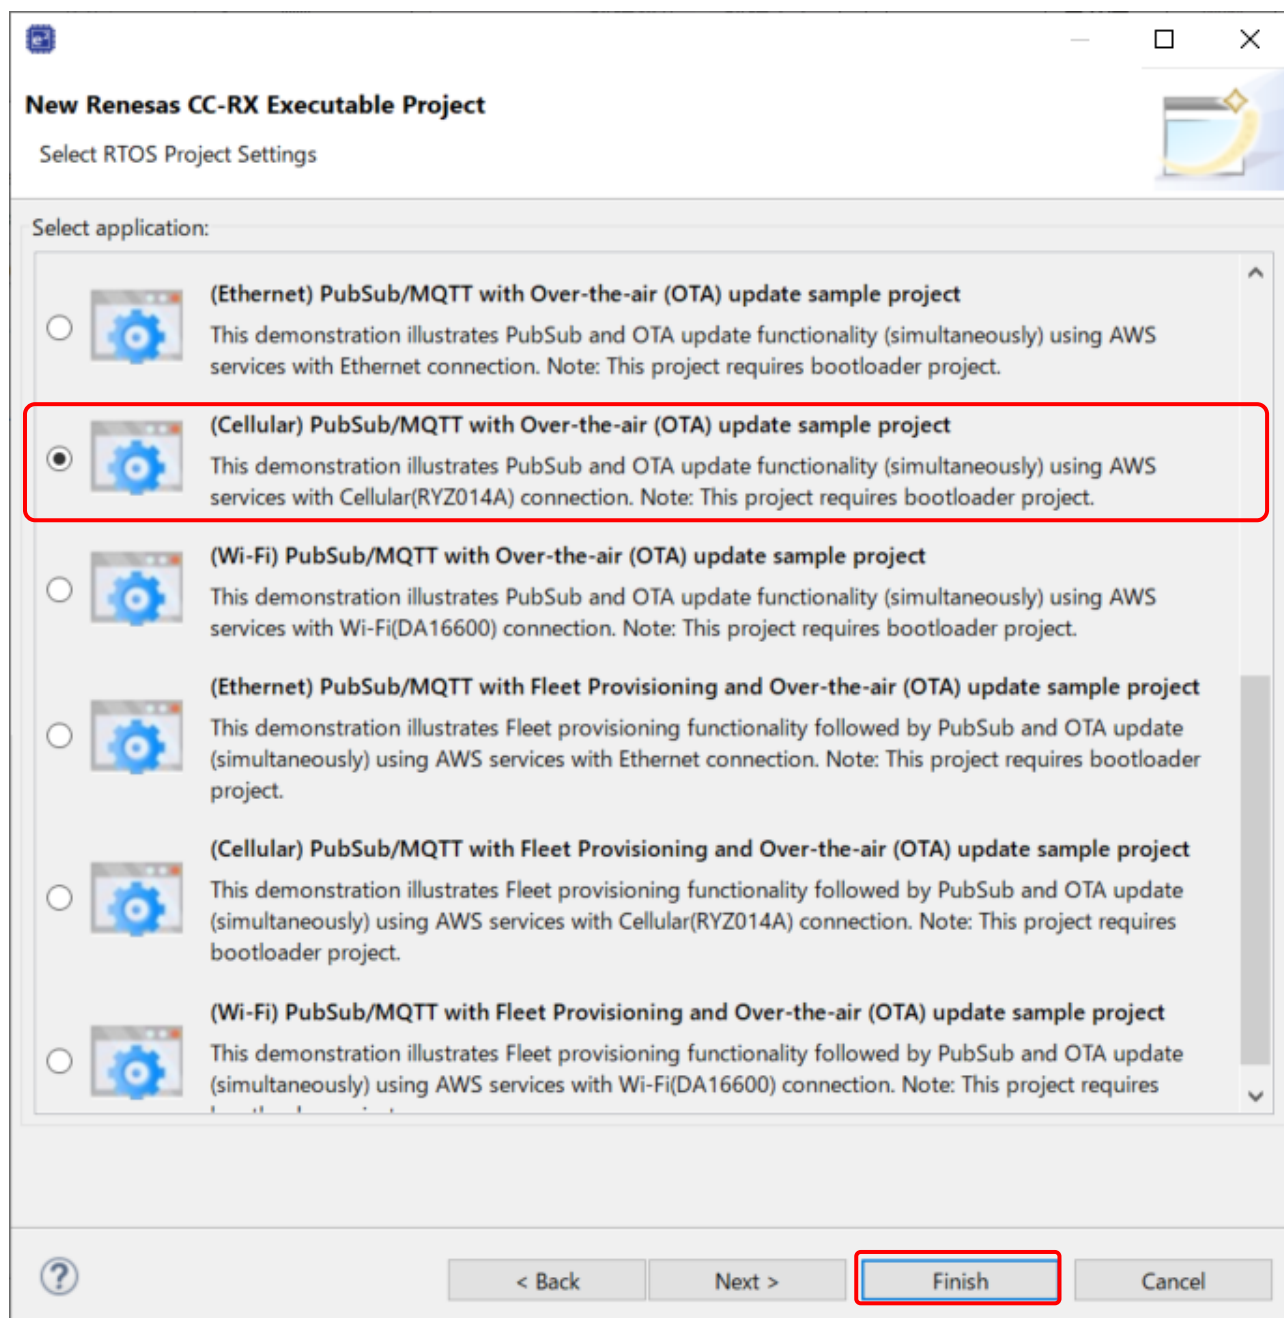 New Renesas CC-RX Executable Project
Select RTOS Project Settings
Select application:
(Ethernet) PubSub/MQTT with Over-the-air (OTA) update sample project
This demonstration illustrates PubSub and OTA update functionality (simultaneously) using AWS
services with Ethernet connection. Note: This project requires bootloader project.
(Cellular) PubSub/MQTT with Over-the-air (OTA) update sample project
This demonstration illustrates PubSub and OTA update functionality (simultaneously) using AWS
services with Cellular(RYZ014A) connection. Note: This project requires bootloader project.
(Wi-Fi) PubSub/MQTT with Over-the-air (OTA) update sample project
This demonstration illustrates PubSub and OTA update functionality (simultaneously) using AWS
services with Wi-Fi(DA16600) connection. Note: This project requires bootloader project.
(Ethernet) PubSub/MQTT with Fleet Provisioning and Over-the-air (OTA) update sample project
This demonstration illustrates Fleet provisioning functionality followed by PubSub and OTA update
(simultaneously) using AWS services with Ethernet connection. Note: This project requires bootloader
project.
(Cellular) PubSub/MQTT with Fleet Provisioning and Over-the-air (OTA) update sample project
This demonstration illustrates Fleet provisioning functionality followed by PubSub and OTA update
(simultaneously) using AWS services with Cellular(RYZ014A) connection. Note: This project requires
bootloader project.
(Wi-Fi) PubSub/MQTT with Fleet Provisioning and Over-the-air (OTA) update sample project
This demonstration illustrates Fleet provisioning functionality followed by PubSub and OTA update
(simultaneously) using AWS services with Wi-Fi(DA16600) connection. Note: This project requires
< Back
Next >
Finish
Cancel